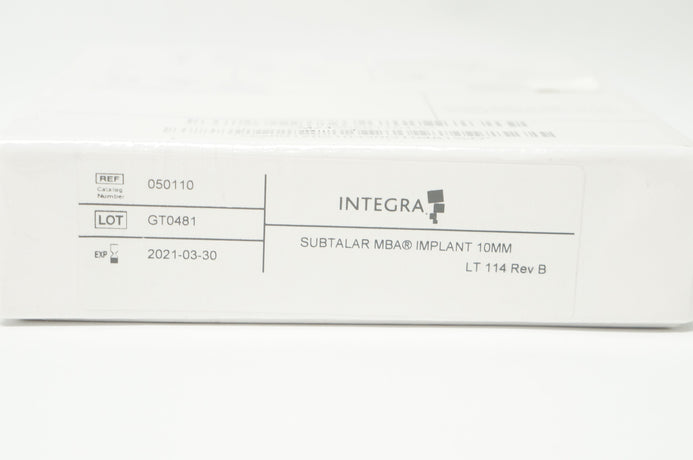 REF 050110
Catalog
Number
LOT GT0481
EXP 2021-03-30
INTEGRA
SUBTALAR MBA® IMPLANT 10MM
LT 114 Rev B